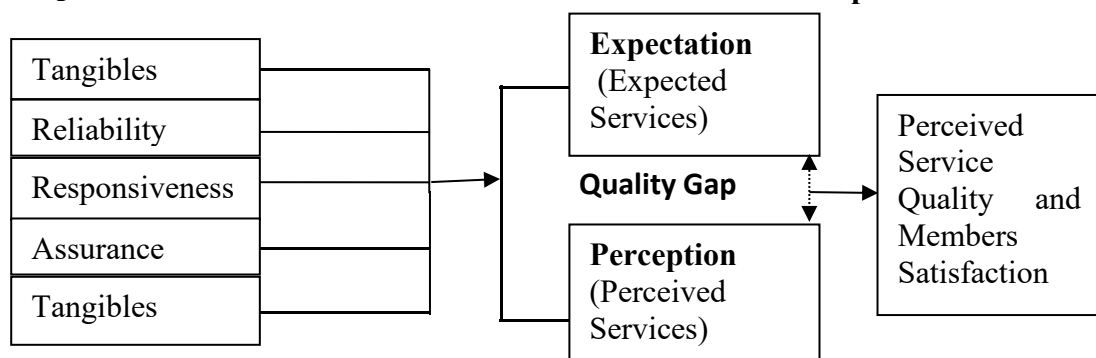 Tangibles
Reliability
Responsiveness
Assurance
Tangibles
Expectation
(Expected
Services)
Quality Gap
Perception
(Perceived
Services)
Perceived
Service
Quality and
Members
Satisfaction